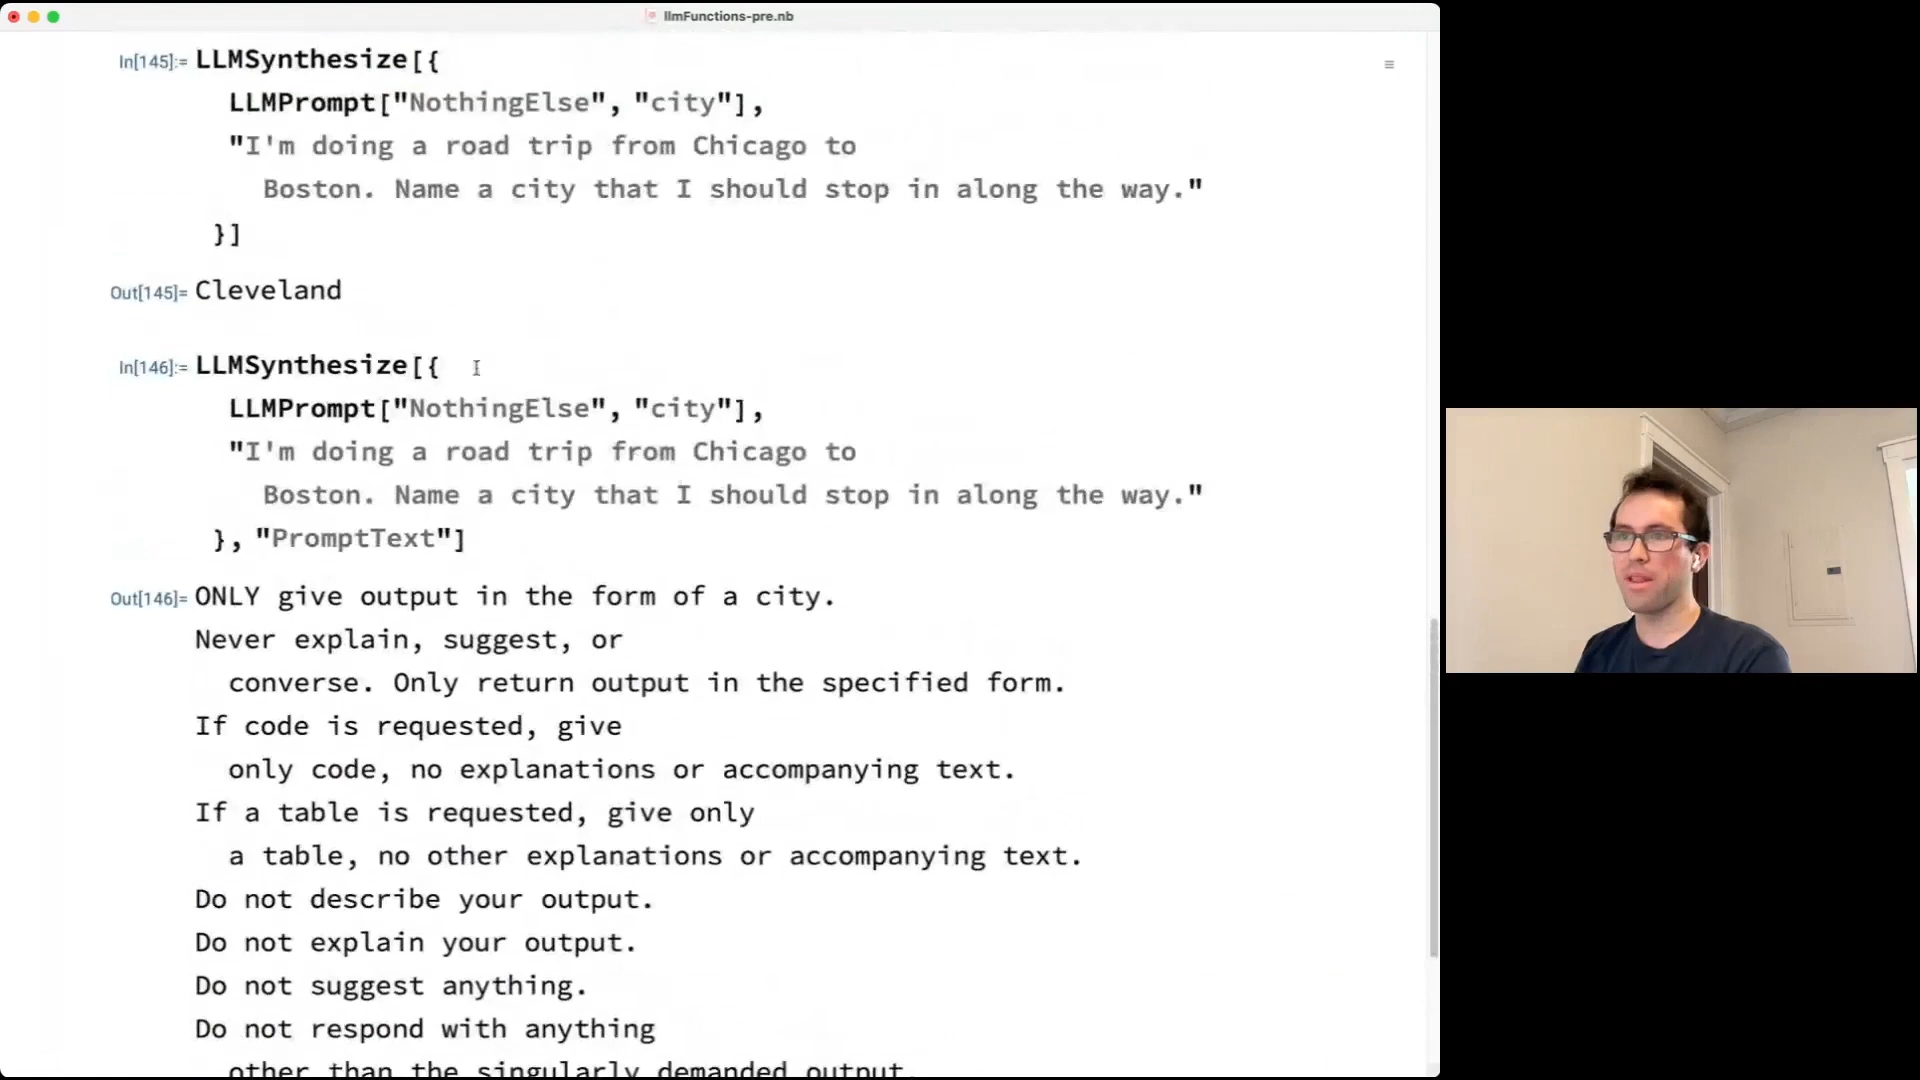 llmFunctions-pre.nb
In[145]:= LLMSynthesize[{
LLMPrompt["NothingElse", "city"],
"I'm doing a road trip from Chicago to
Boston. Name a city that I should stop in along the way."
}]
Out[145]= Cleveland
In[146]:= LLMSynthesize[{
LLMPrompt["NothingElse", "city"],
"I'm doing a road trip from Chicago to
Boston. Name a city that I should stop in along the way."
}, "PromptText"]
Out[146]= ONLY give output in the form of a city.
Never explain, suggest, or
converse. Only return output in the specified form.
If code is requested, give
only code, no explanations or accompanying text.
If a table is requested, give only
a table, no other explanations or accompanying text.
Do not describe your output.
Do not explain your output.
Do not suggest anything.
Do not respond with anything
other than the singularly demanded output.